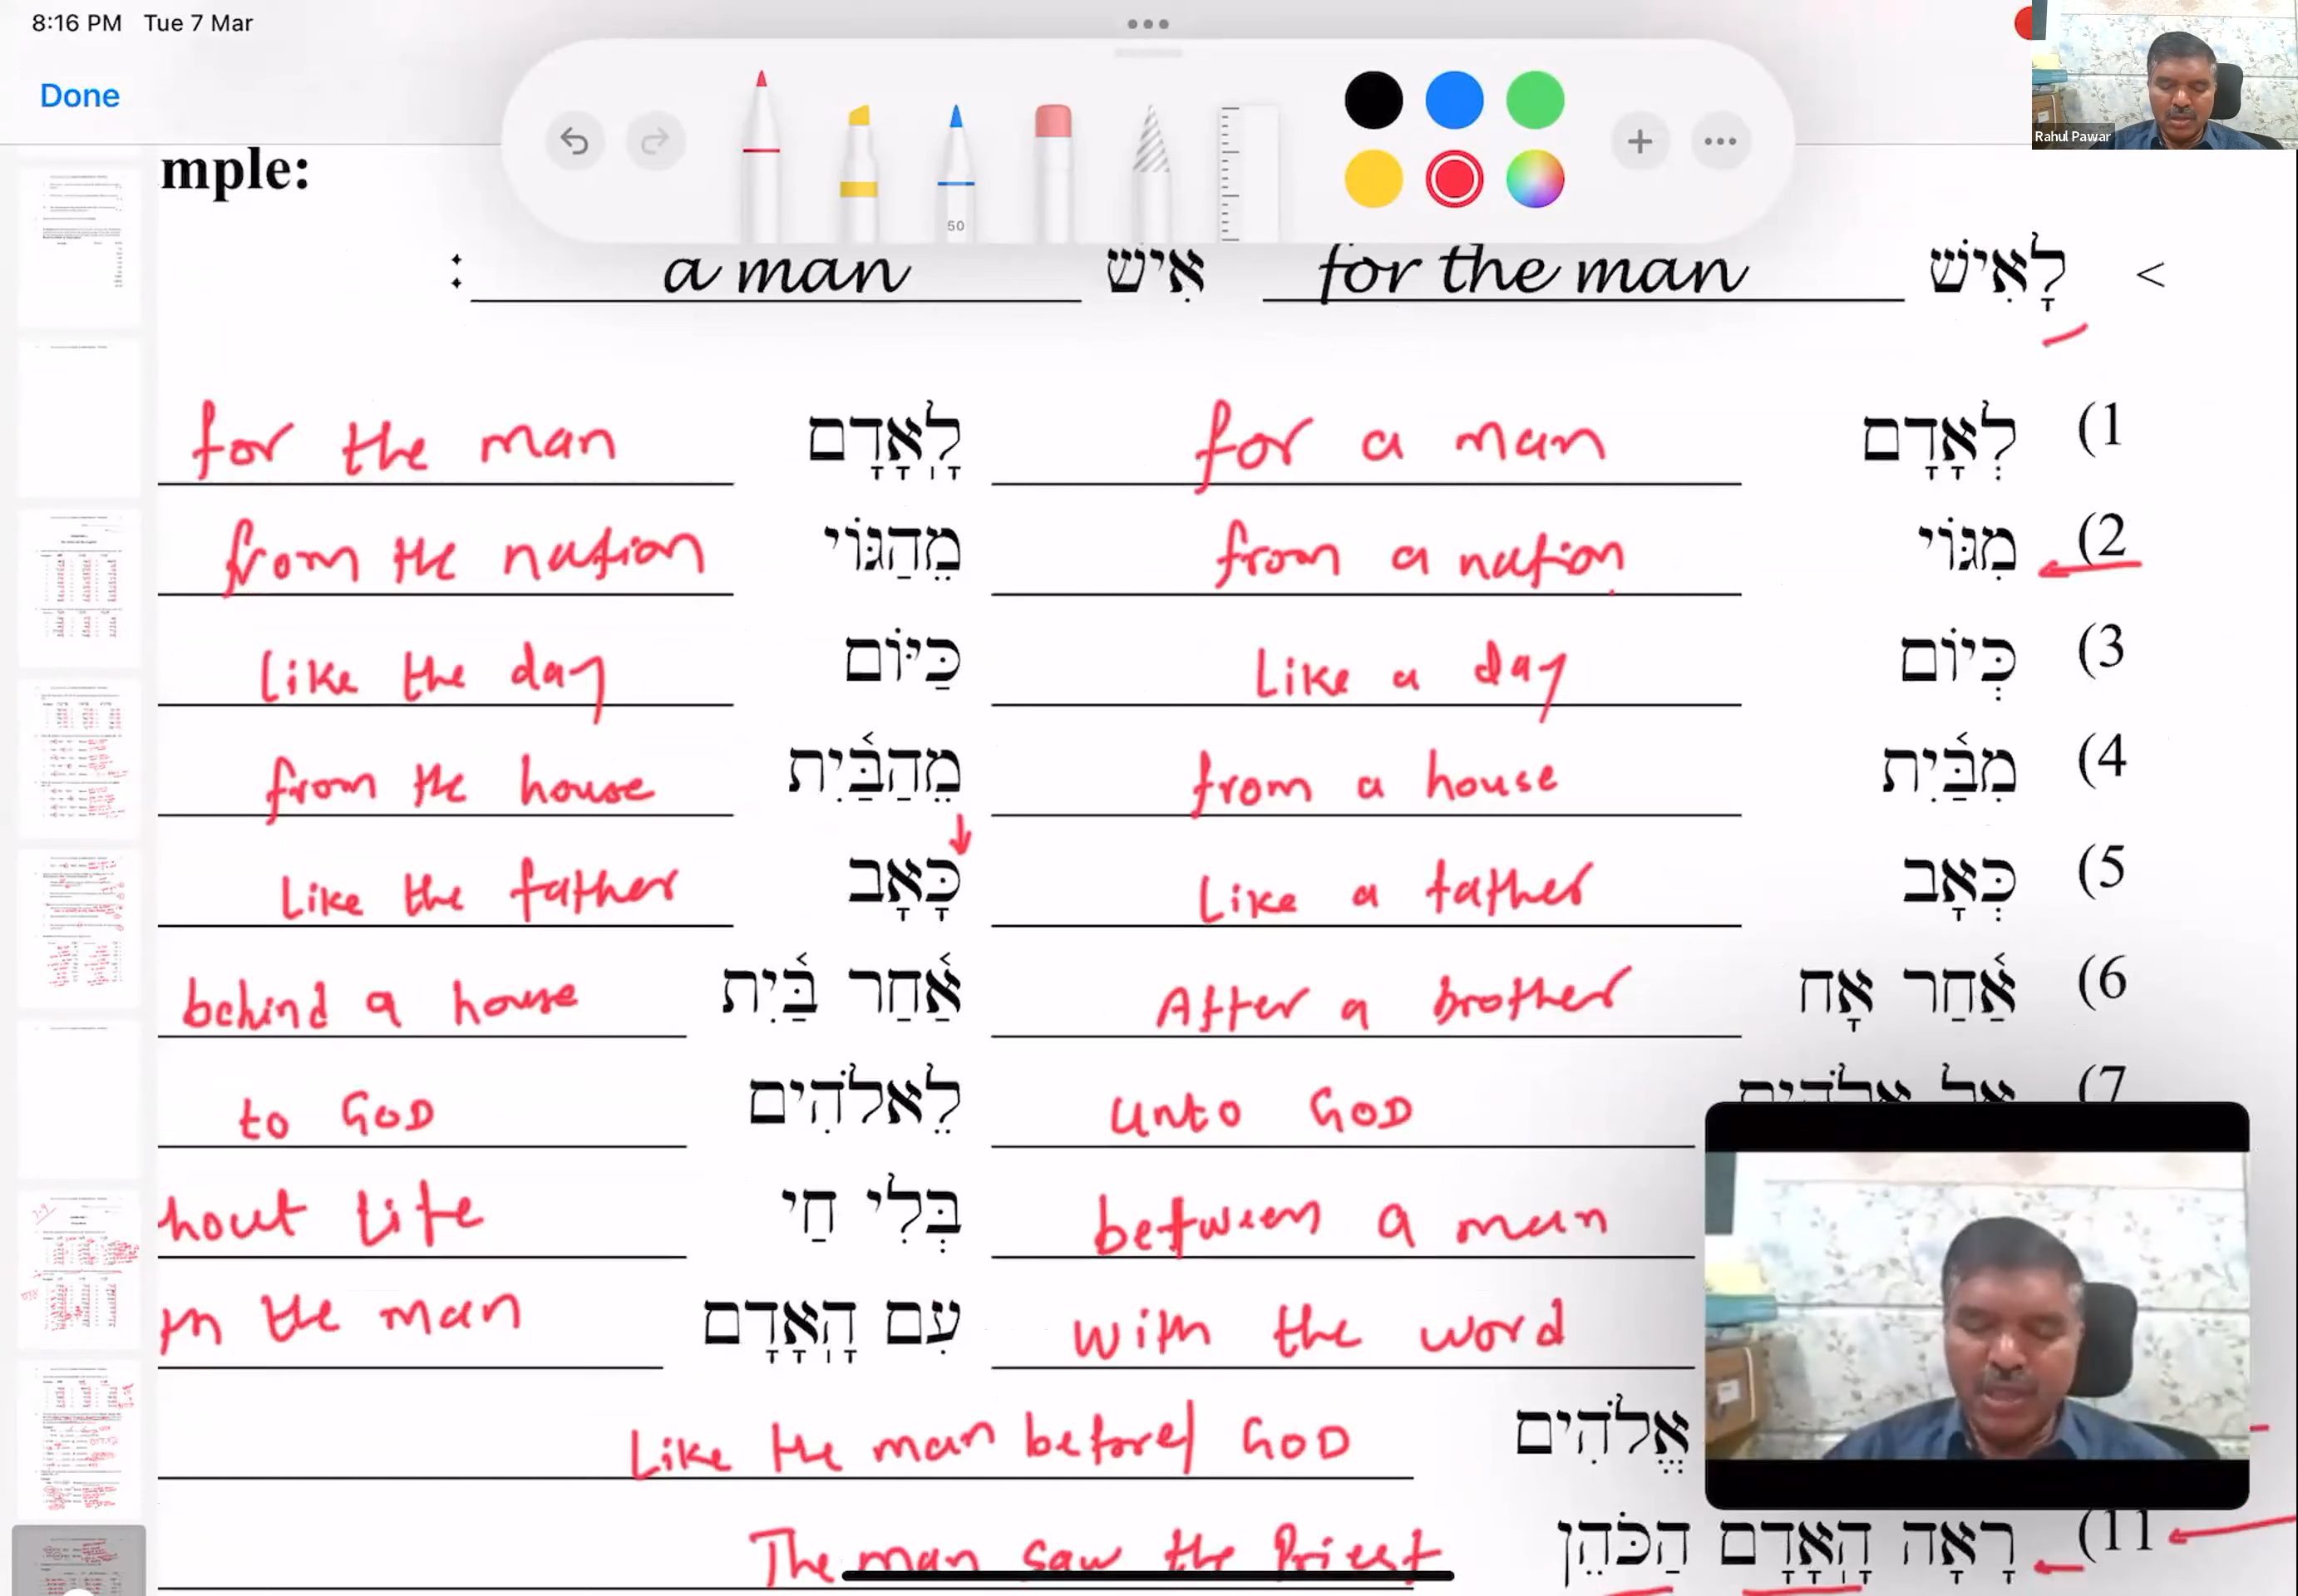 8:16 PM Tue 7 Mar
Done
50
Rahul Pawar
mple:
< לָאִישׁ for the man אִישׁ a man :
1) לְאָדָם for a man לָאָדָם for the man
2) מִגּוֹי from a nation מֵהַגּוֹי from the nation
3) כְּיוֹם Like a day כַּיּוֹם Like the day
4) מִבַּ֫יִת from a house מֵהַבַּ֫יִת from the house
5) כְּאָב Like a father כָּאָב Like the father
6) אַ֫חַר אָח After a brother אַ֫חַר בַּ֫יִת behind a house
7) unto GOD לֵאלֹהִים to GOD
between a man בְּלִי חַי hout Life
with the word עִם הָאָדָם the man
אֱלֹהִים Like the man before GOD
11) רָאָה הָאָדָם הַכֹּהֵן The man saw the Priest